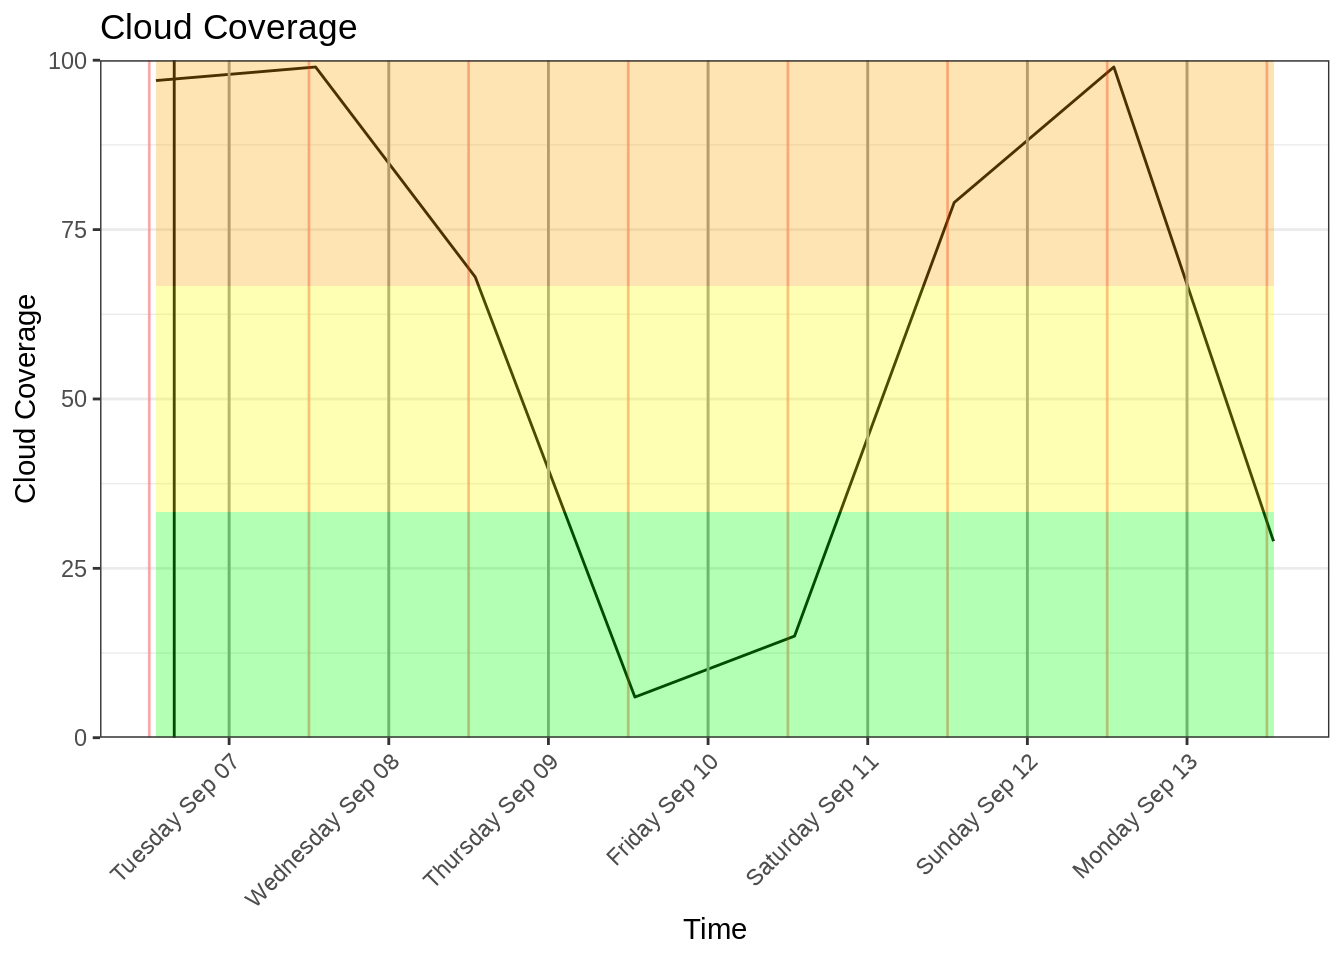 Cloud Coverage
Cloud Coverage
100
75
50
25
0
Tuesday Sep 07
Wednesday Sep 08
Thursday Sep 09
Friday Sep 10
Saturday Sep 11
Sunday Sep 12
Monday Sep 13
Time